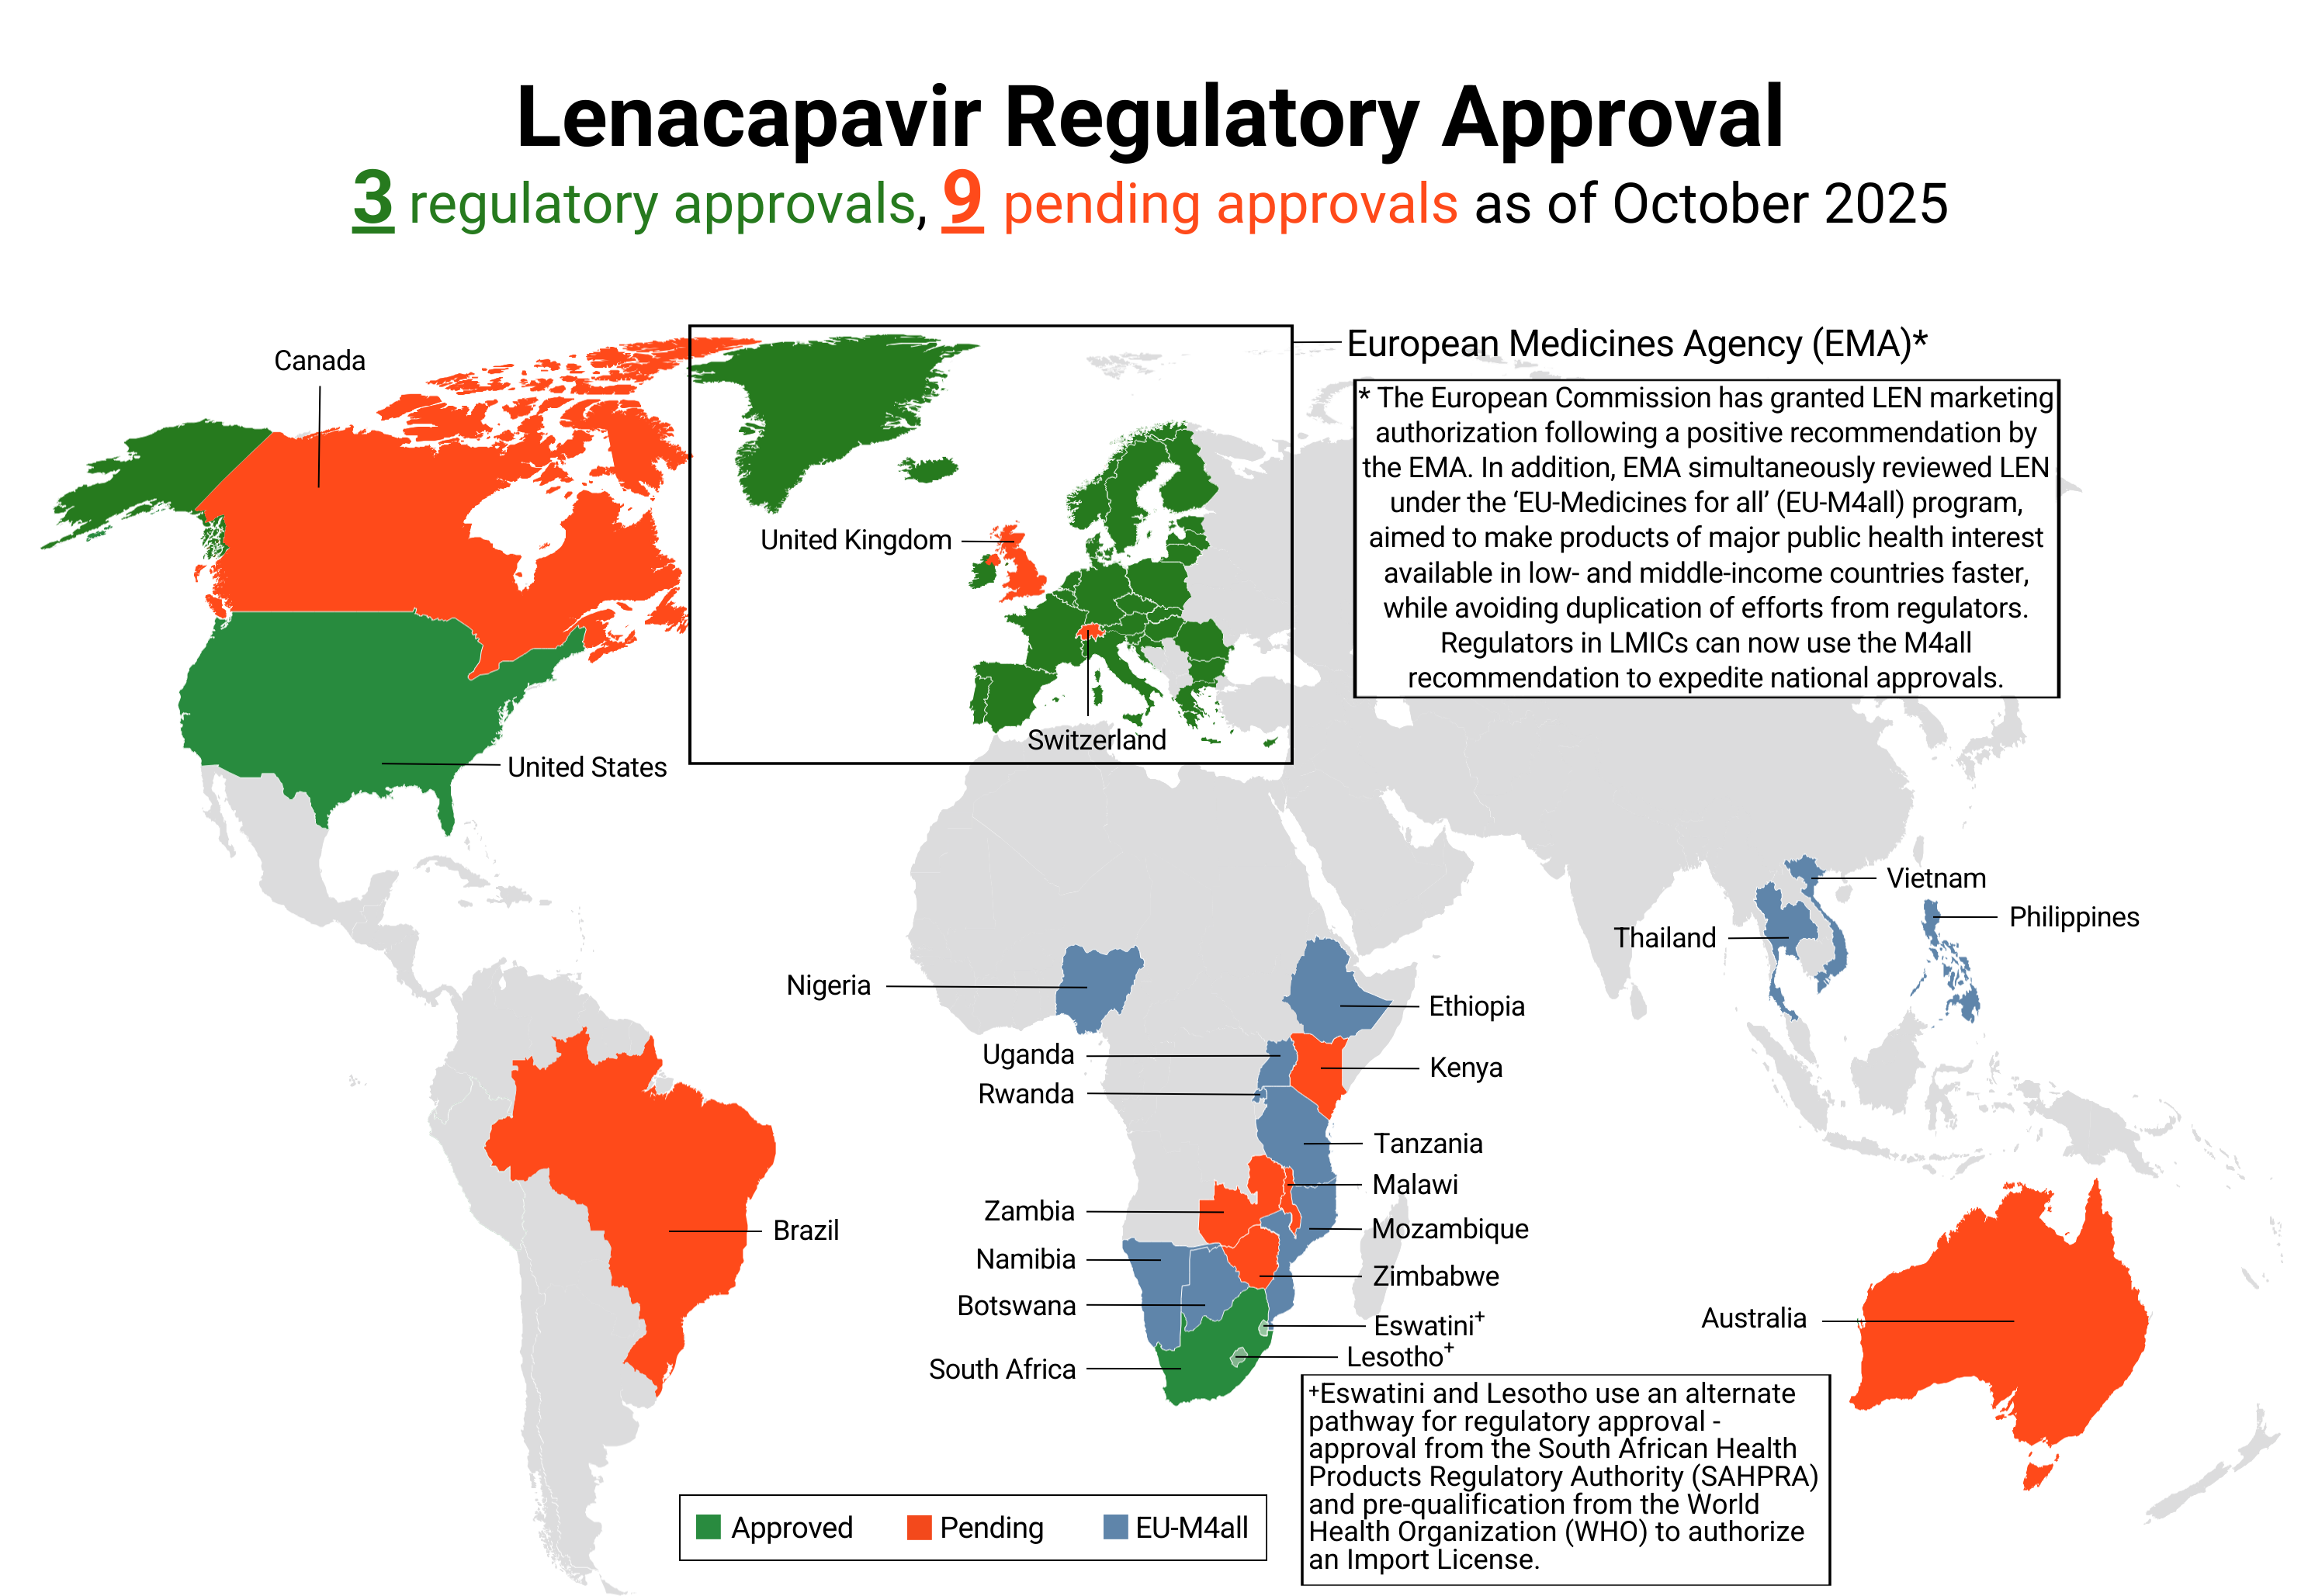 Lenacapavir Regulatory Approval
3 regulatory approvals, 9 pending approvals as of October 2025
Canada
European Medicines Agency (EMA)*
* The European Commission has granted LEN marketing
authorization following a positive recommendation by
the EMA. In addition, EMA simultaneously reviewed LEN
under the ‘EU-Medicines for all’ (EU-M4all) program,
aimed to make products of major public health interest
available in low- and middle-income countries faster,
while avoiding duplication of efforts from regulators.
Regulators in LMICs can now use the M4all
recommendation to expedite national approvals.
United Kingdom
Switzerland
United States
Vietnam
Philippines
Thailand
Nigeria
Ethiopia
Uganda
Kenya
Rwanda
Tanzania
Malawi
Zambia
Mozambique
Brazil
Namibia
Zimbabwe
Botswana
Eswatini+
Australia
Lesotho+
South Africa
+Eswatini and Lesotho use an alternate
pathway for regulatory approval -
approval from the South African Health
Products Regulatory Authority (SAHPRA)
and pre-qualification from the World
Health Organization (WHO) to authorize
an Import License.
Approved
Pending
EU-M4all